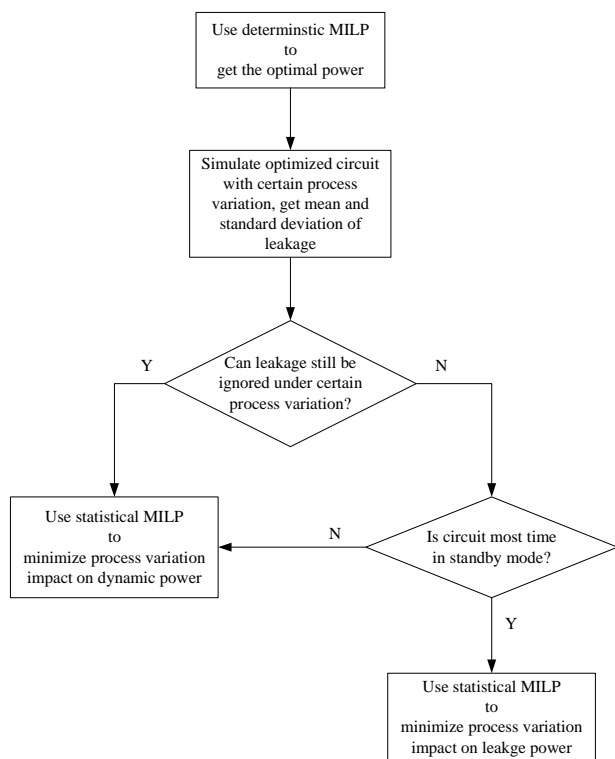 Use determinstic MILP
to
get the optimal power
Simulate optimized circuit
with certain process
variation, get mean and
standard deviation of
leakage
Can leakage still be
ignored under certain
process variation?
Y
N
Use statistical MILP
to
minimize process variation
impact on dynamic power
N
Is circuit most time
in standby mode?
Y
Use statistical MILP
to
minimize process variation
impact on leakge power